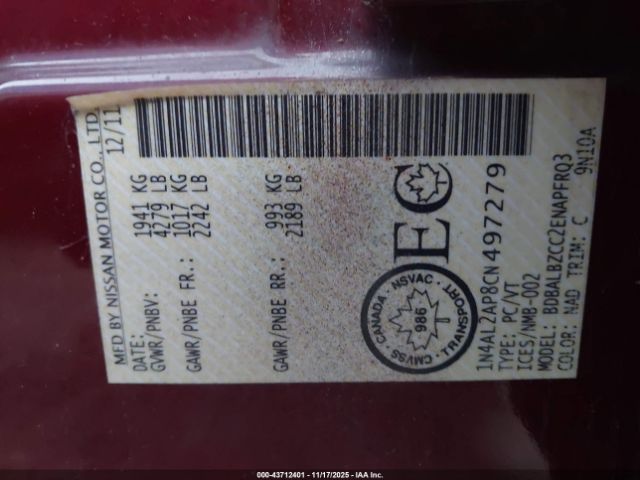 MFD BY NISSAN MOTOR CO., LTD.
DATE: 12/11
GVWR/PNBV: 1941 KG
4279 LB
GAWR/PNBE FR.: 1017 KG
2242 LB
GAWR/PNBE RR.: 993 KG
2189 LB
EC
CANADA · NSVAC · TRANSPORT · CMVSS
986
1N4AL2AP8CN497279
TYPE: PC/VT
ICES/NMB-002
MODEL: BDBALBZCC2ENAPFRQ3
COLOR: NAD TRIM: C 9N10A
000-43712401 - 11/17/2025 - IAA Inc.